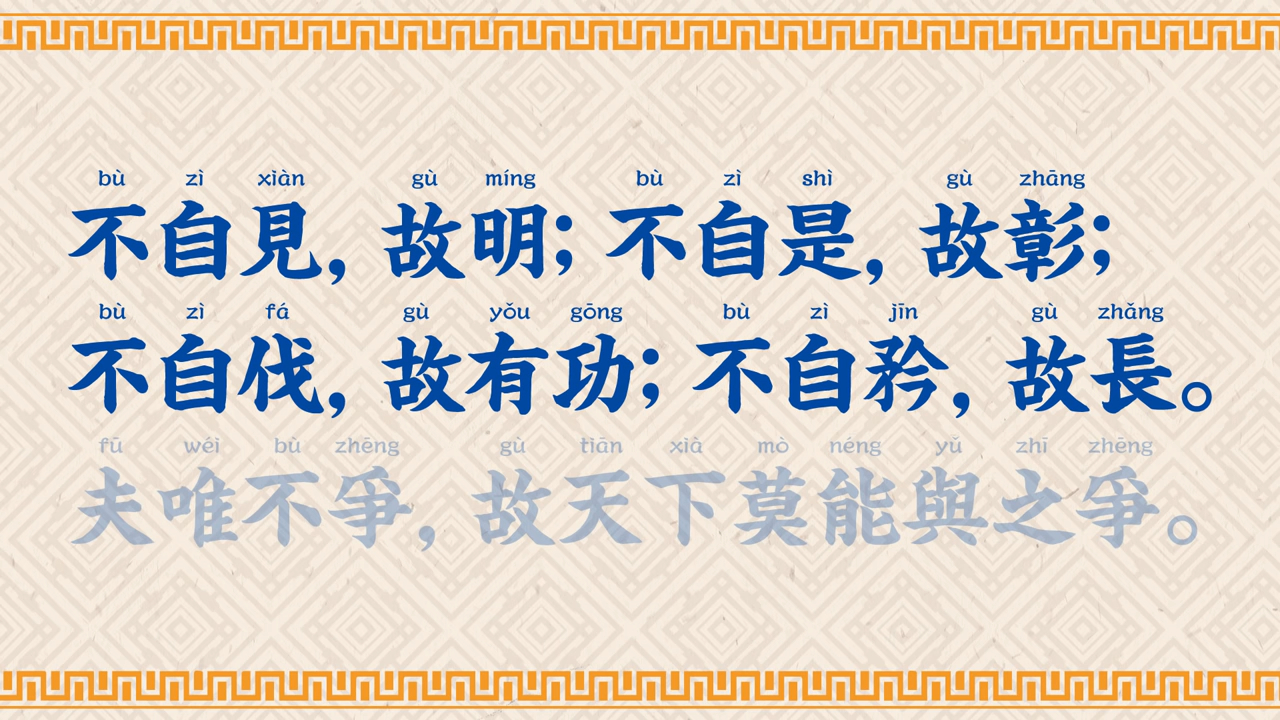 bù zì xiàn gù míng bù zì shì gù zhāng
不自見，故明；不自是，故彰；
bù zì fá gù yǒu gōng bù zì jīn gù zhǎng
不自伐，故有功；不自矜，故長。
fū wéi bù zhēng gù tiān xià mò néng yǔ zhī zhēng
夫唯不爭，故天下莫能與之爭。